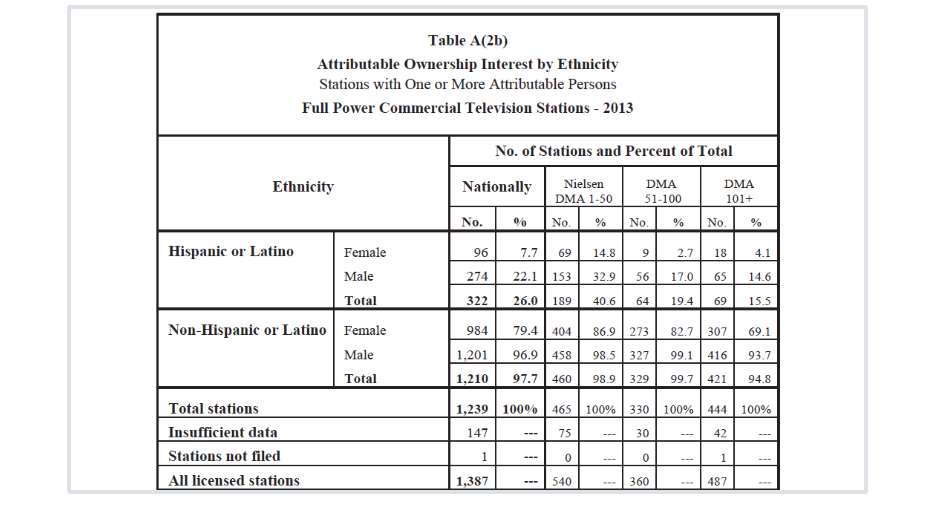 Table A(2b)
Attributable Ownership Interest by Ethnicity
Stations with One or More Attributable Persons
Full Power Commercial Television Stations - 2013
No. of Stations and Percent of Total
Ethnicity
Nationally
Nielsen
DMA 1-50
DMA
51-100
DMA
101+
No. % No. % No. % No. %
Hispanic or Latino Female 96 7.7 69 14.8 9 2.7 18 4.1
Male 274 22.1 153 32.9 56 17.0 65 14.6
Total 322 26.0 189 40.6 64 19.4 69 15.5
Non-Hispanic or Latino Female 984 79.4 404 86.9 273 82.7 307 69.1
Male 1,201 96.9 458 98.5 327 99.1 416 93.7
Total 1,210 97.7 460 98.9 329 99.7 421 94.8
Total stations 1,239 100% 465 100% 330 100% 444 100%
Insufficient data 147 --- 75 --- 30 --- 42 ---
Stations not filed 1 --- 0 --- 0 --- 1 ---
All licensed stations 1,387 --- 540 --- 360 --- 487 ---